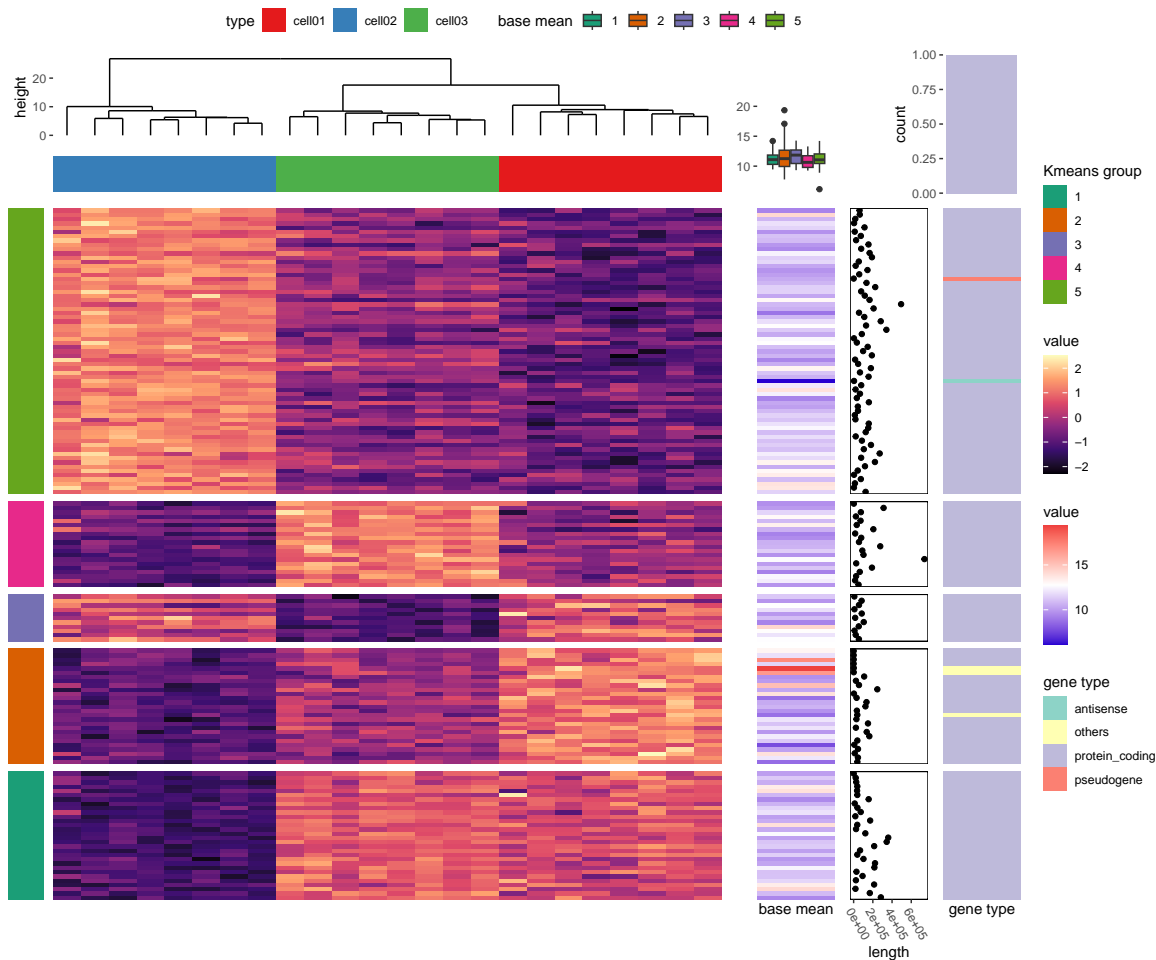 type cell01 cell02 cell03 base mean 1 2 3 4 5
height
20
10
0
20
15
10
count
1.00
0.75
0.50
0.25
0.00
Kmeans group
1
2
3
4
5
value
2
1
0
−1
−2
value
15
10
gene type
antisense
others
protein_coding
pseudogene
base mean
gene type
0e+00
2e+05
4e+05
6e+05
length